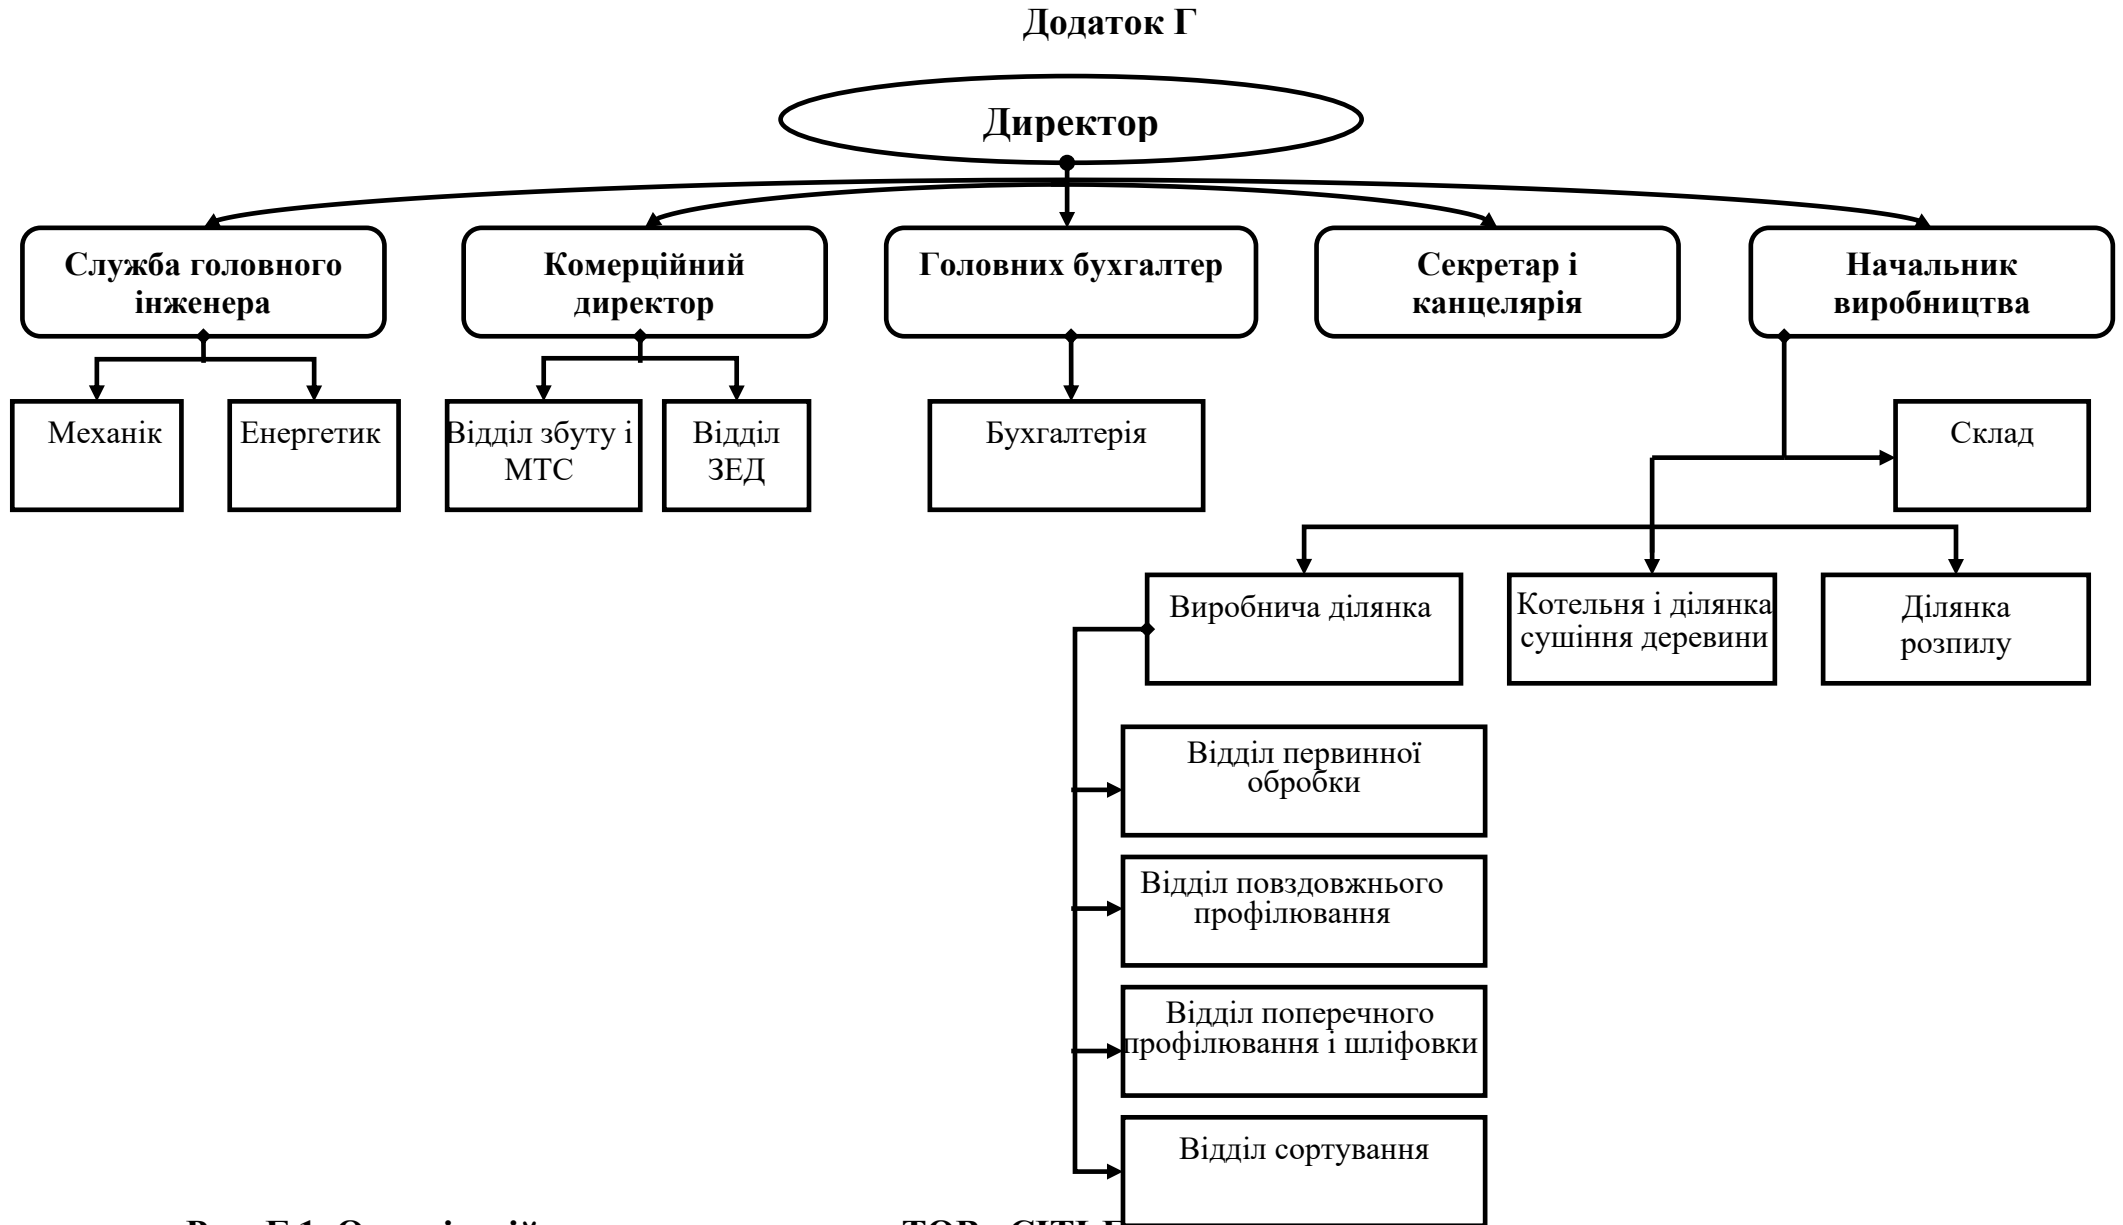 Додаток Г
Директор
Служба головного
інженера
Комерційний
директор
Головних бухгалтер
Секретар і
канцелярія
Начальник
виробництва
Механік
Енергетик
Відділ збуту і
МТС
Відділ
ЗЕД
Бухгалтерія
Склад
Виробнича ділянка
Котельня і ділянка
сушіння деревини
Ділянка
розпилу
Відділ первинної
обробки
Відділ повздовжнього
профілювання
Відділ поперечного
профілювання і шліфовки
Відділ сортування